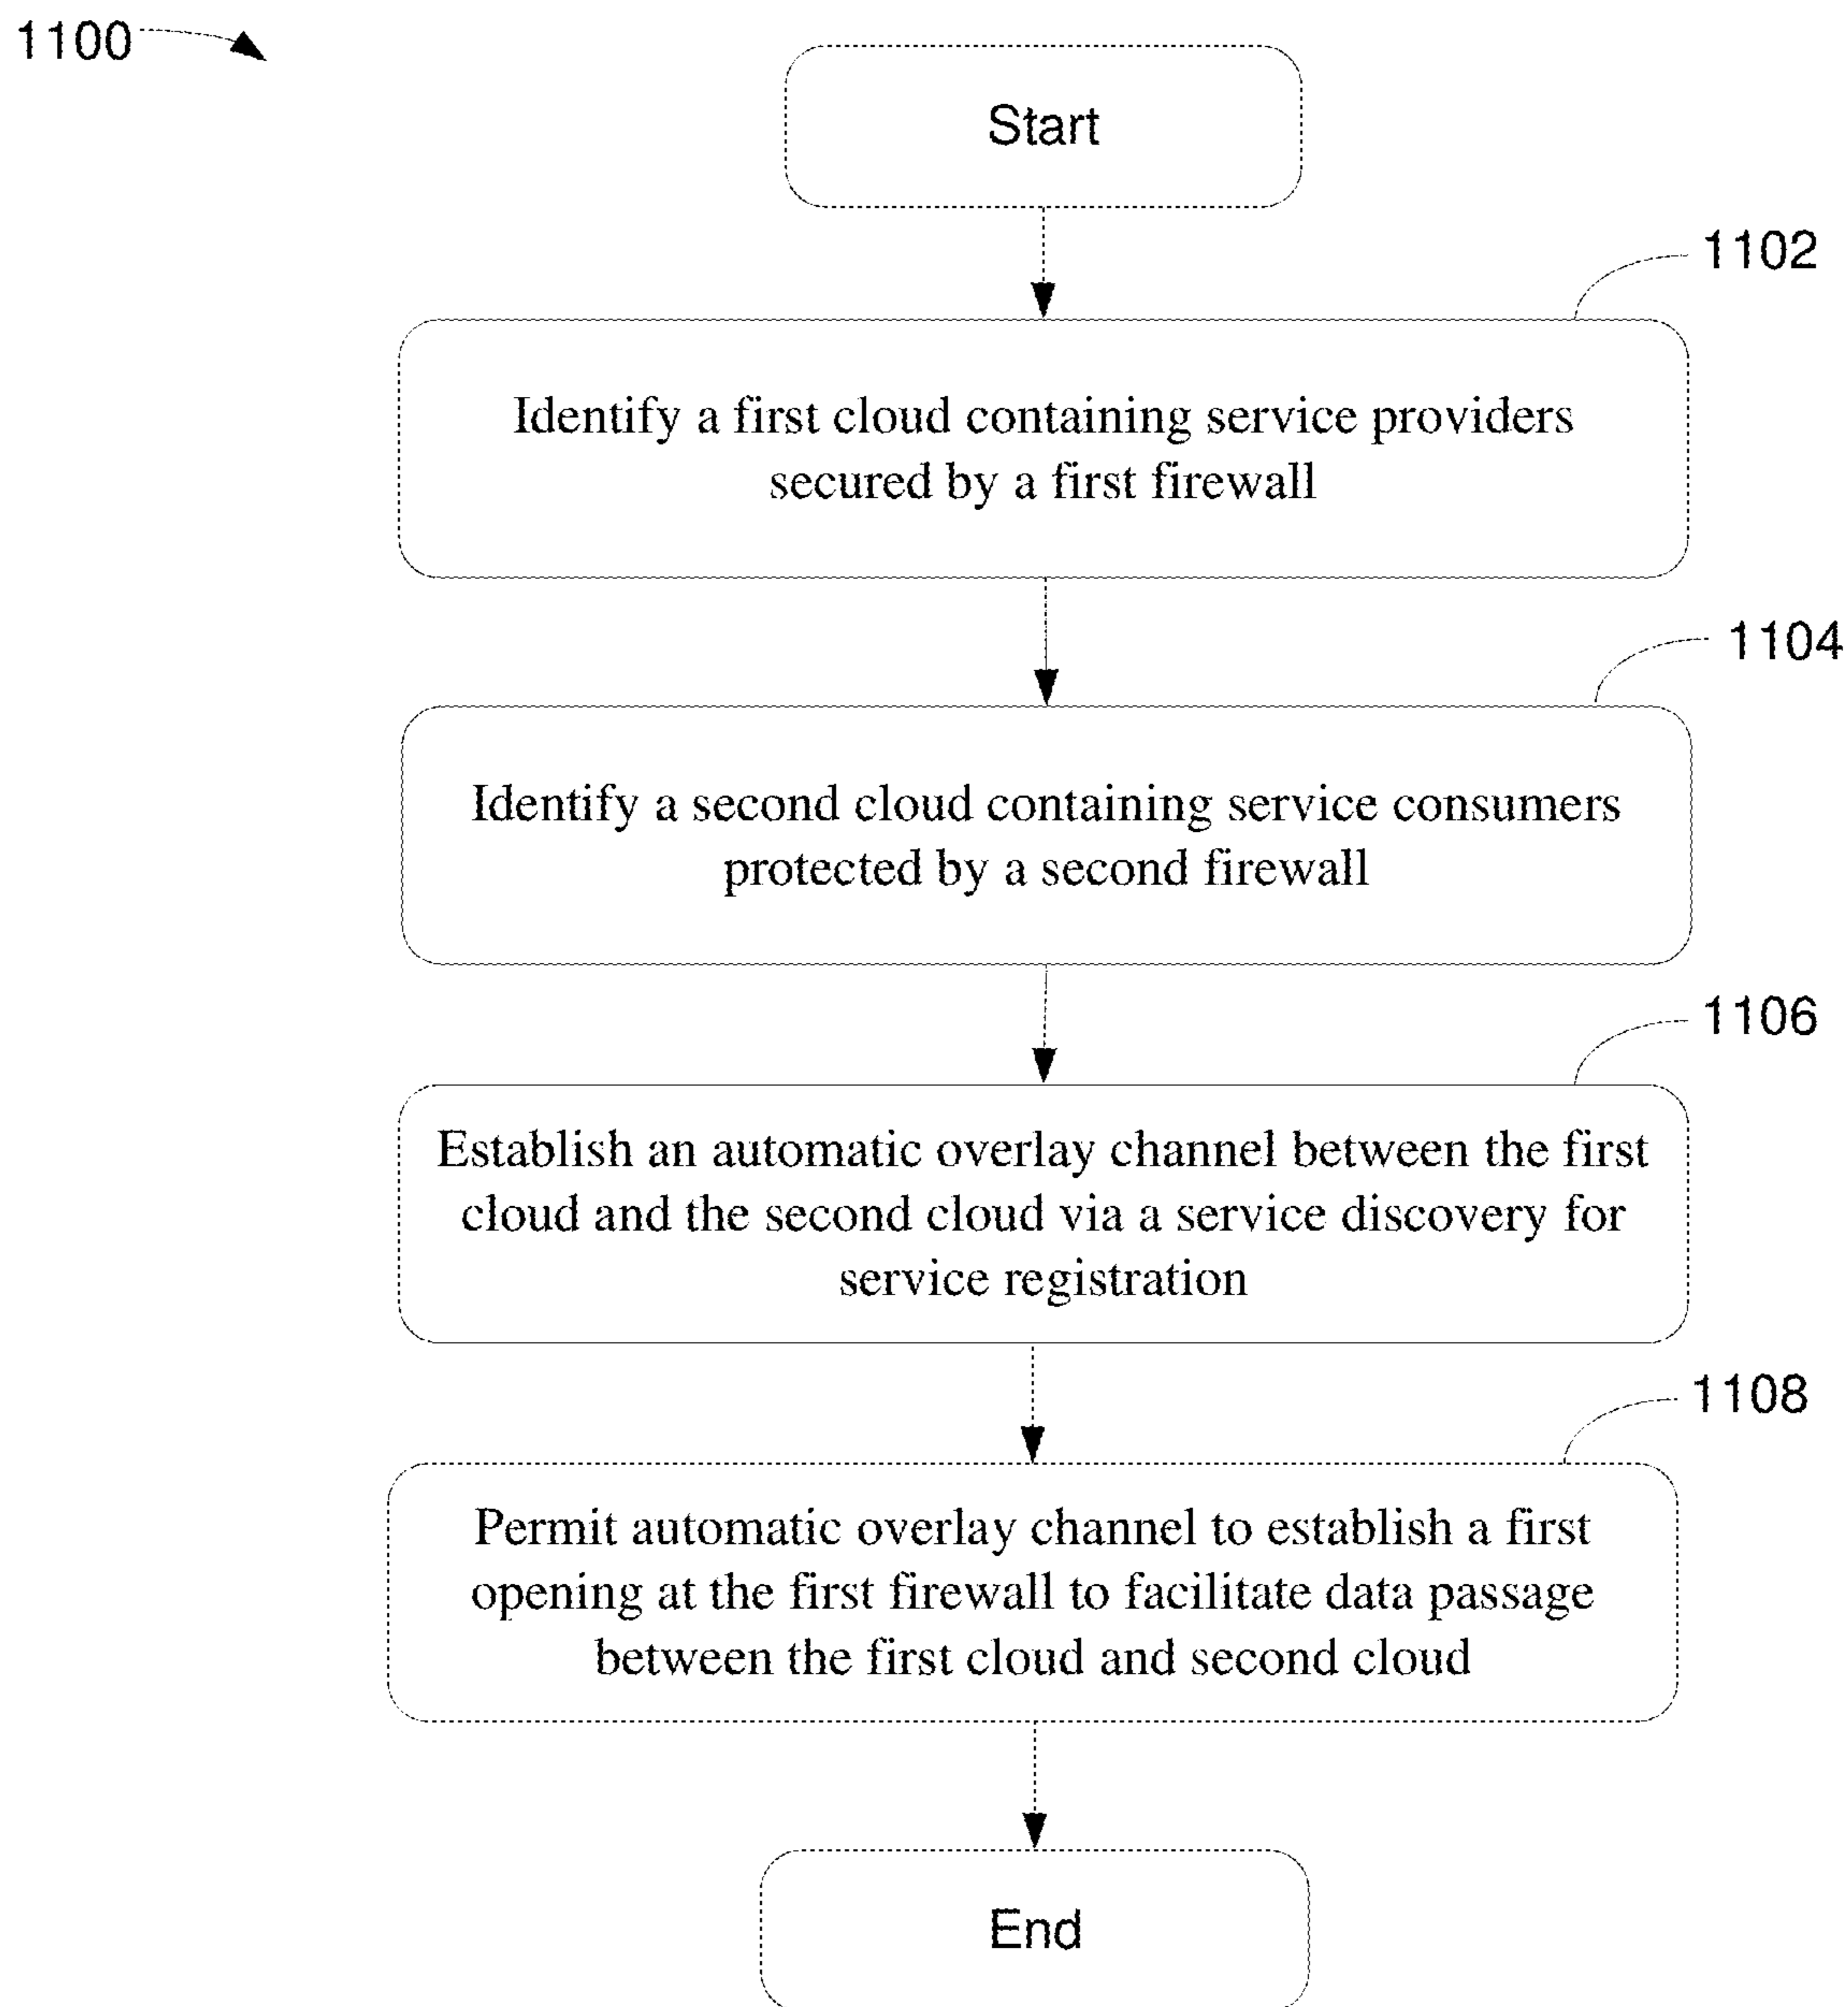 1100
Start
1102
Identify a first cloud containing service providers
secured by a first firewall
1104
Identify a second cloud containing service consumers
protected by a second firewall
1106
Establish an automatic overlay channel between the first
cloud and the second cloud via a service discovery for
service registration
1108
Permit automatic overlay channel to establish a first
opening at the first firewall to facilitate data passage
between the first cloud and second cloud
End